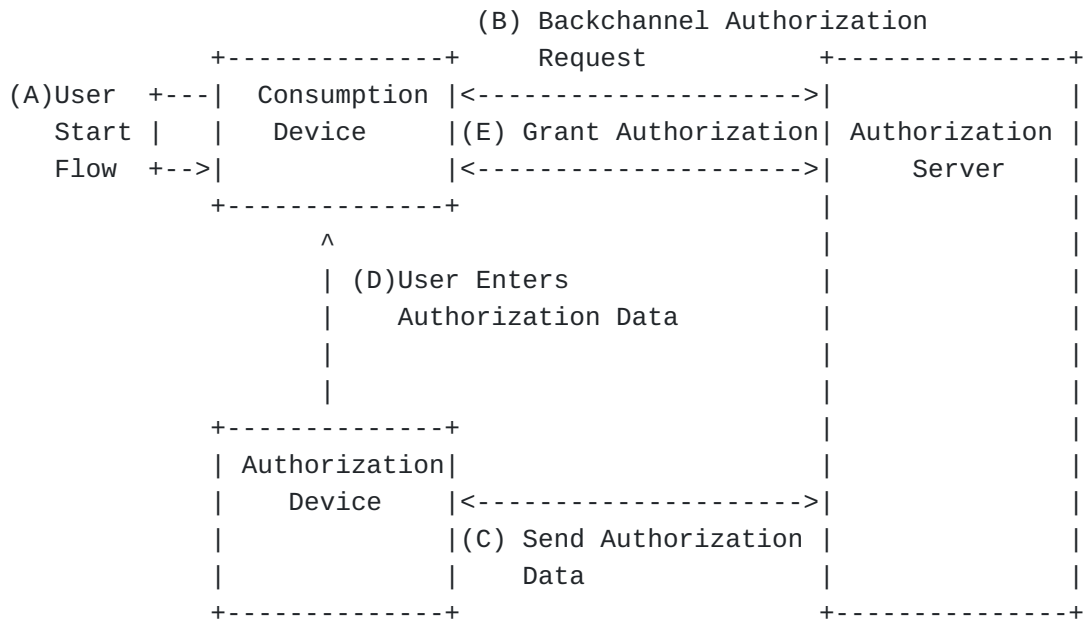 (B) Backchannel Authorization
Request
(A)User Consumption
Start Device (E) Grant Authorization Authorization
Flow Server
(D)User Enters
Authorization Data
Authorization
Device
(C) Send Authorization
Data